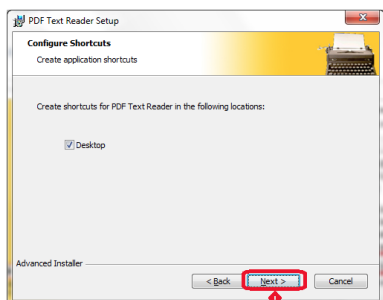 PDF Text Reader Setup
Configure Shortcuts
Create application shortcuts
Create shortcuts for PDF Text Reader in the following locations:
Desktop
Advanced Installer
< Back Next > Cancel